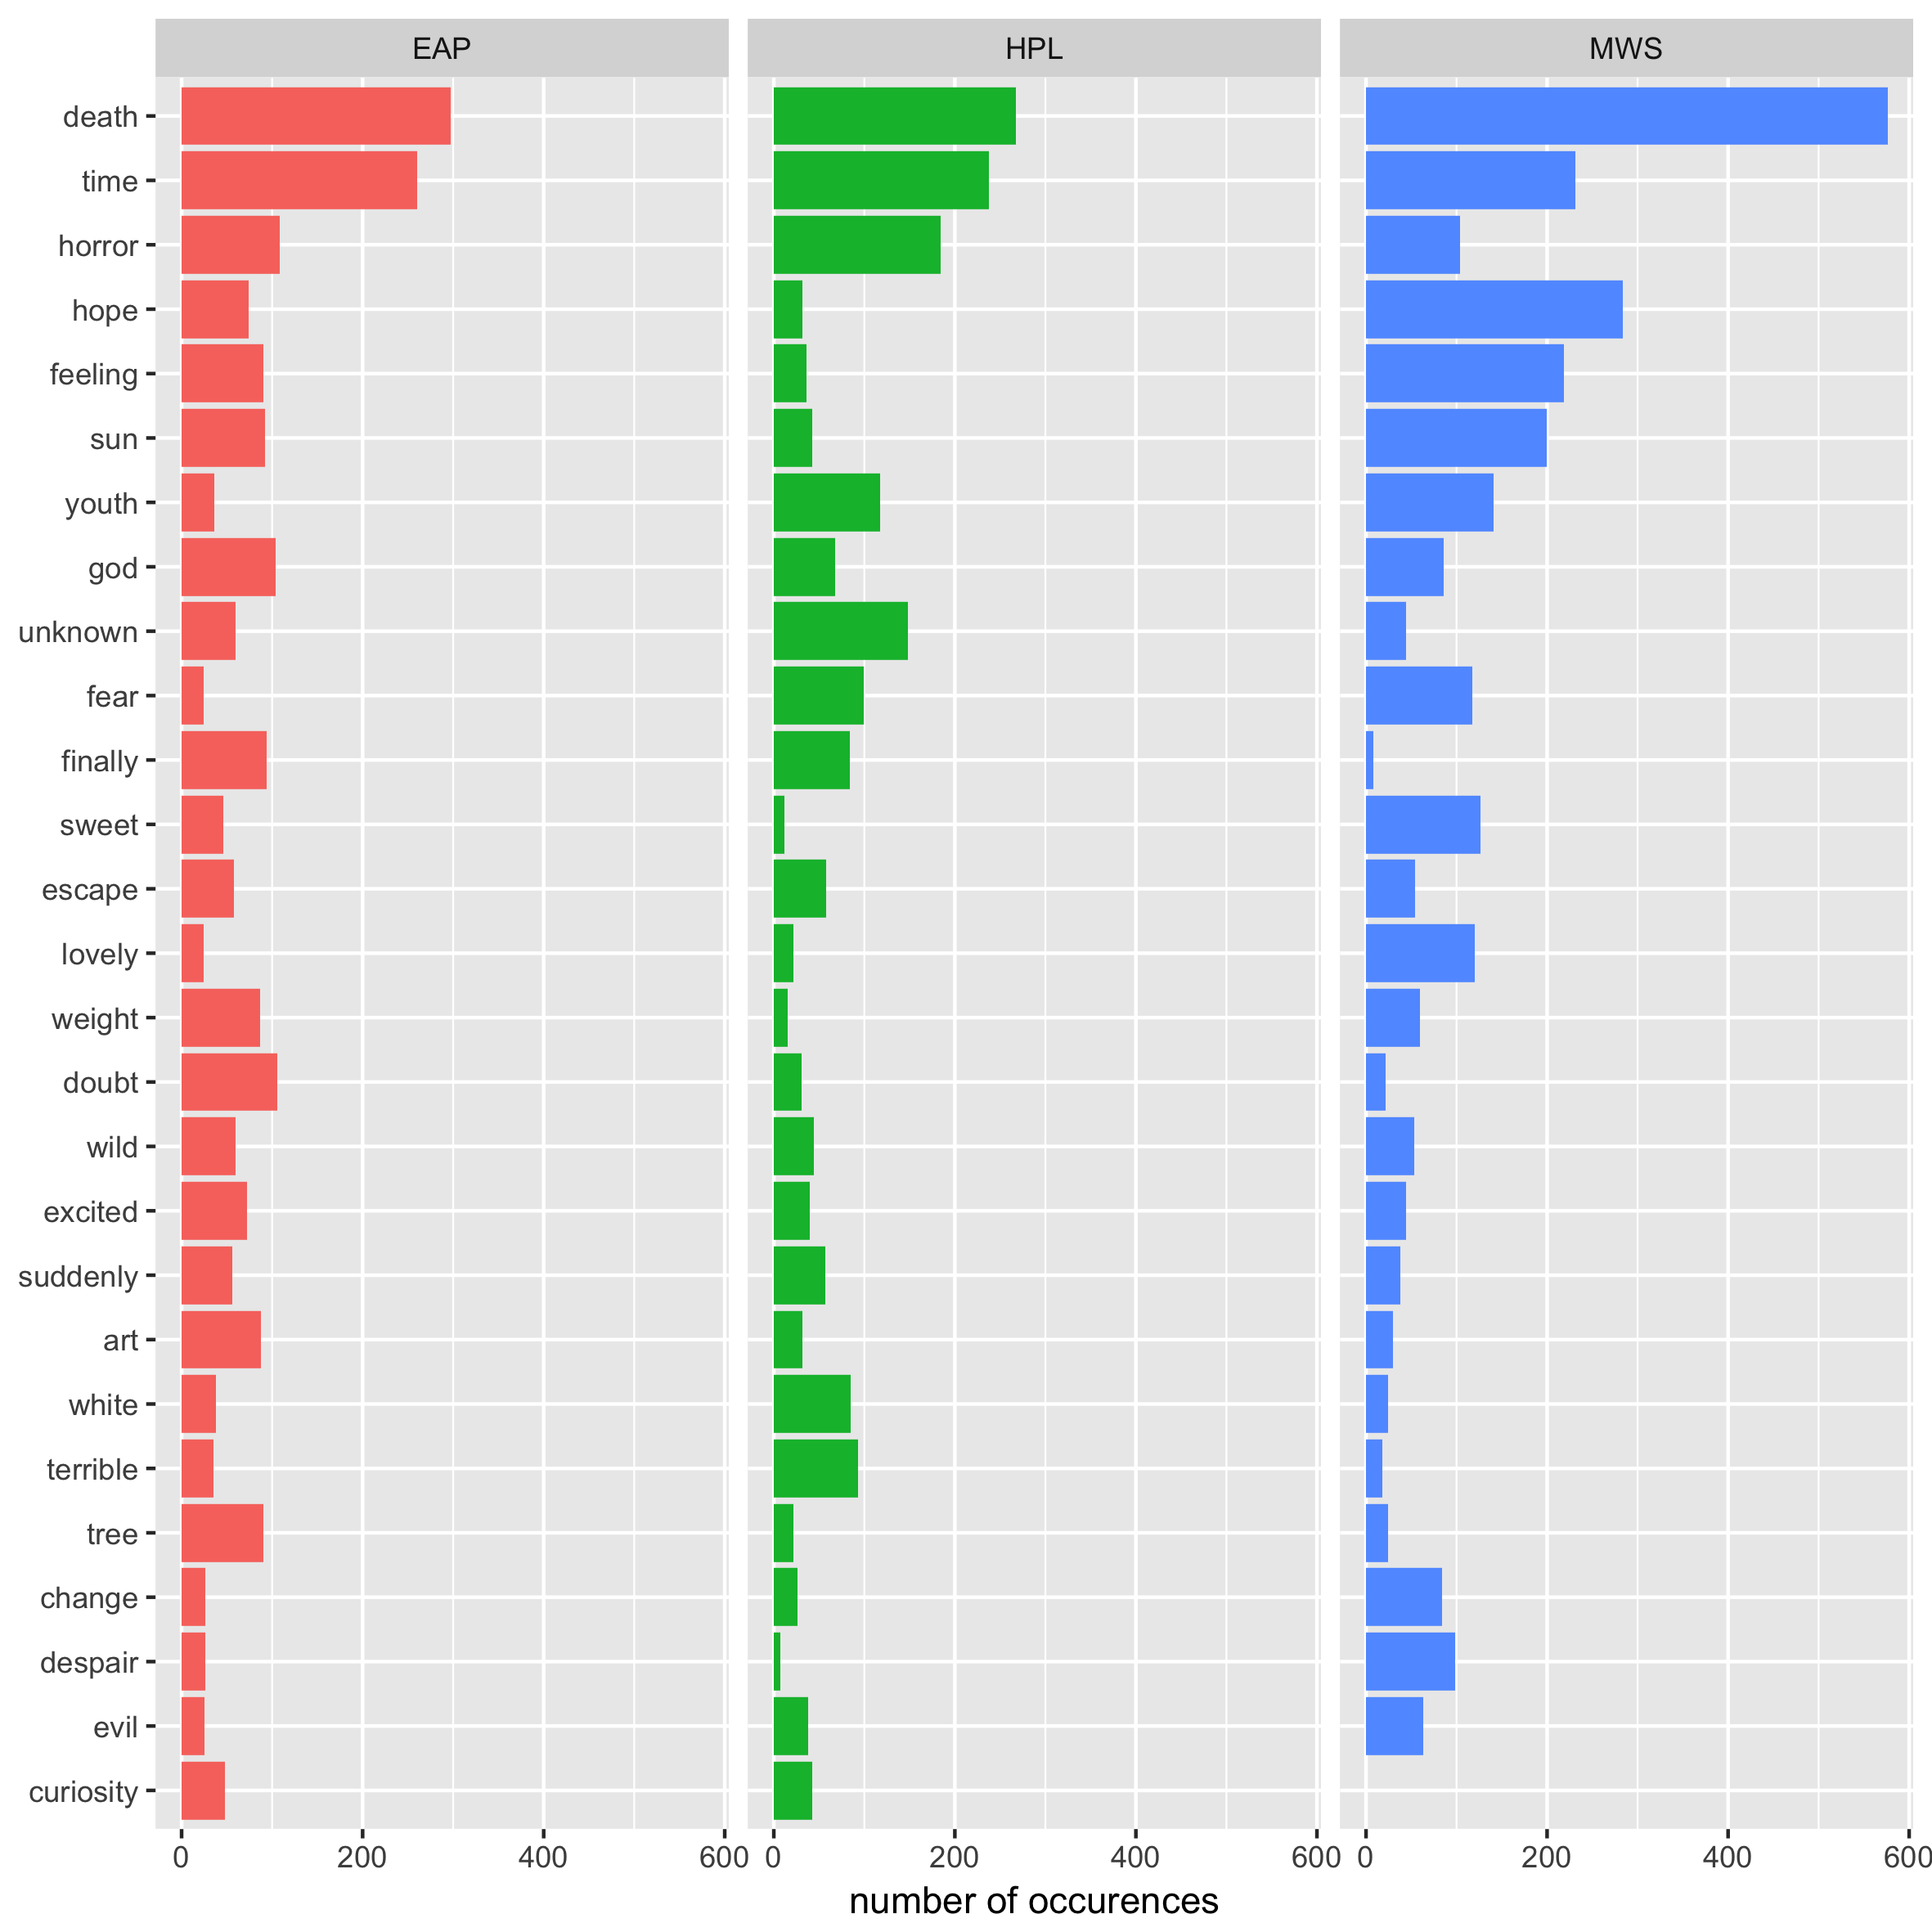 EAP HPL MWS
death
time
horror
hope
feeling
sun
youth
god
unknown
fear
finally
sweet
escape
lovely
weight
doubt
wild
excited
suddenly
art
white
terrible
tree
change
despair
evil
curiosity
0 200 400 600 0 200 400 600 0 200 400 600
number of occurences